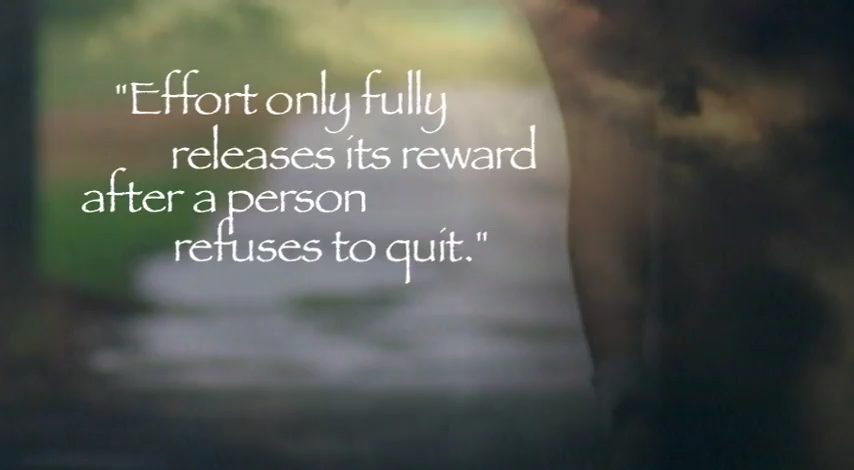 "Effort only fully
releases its reward
after a person
refuses to quit."